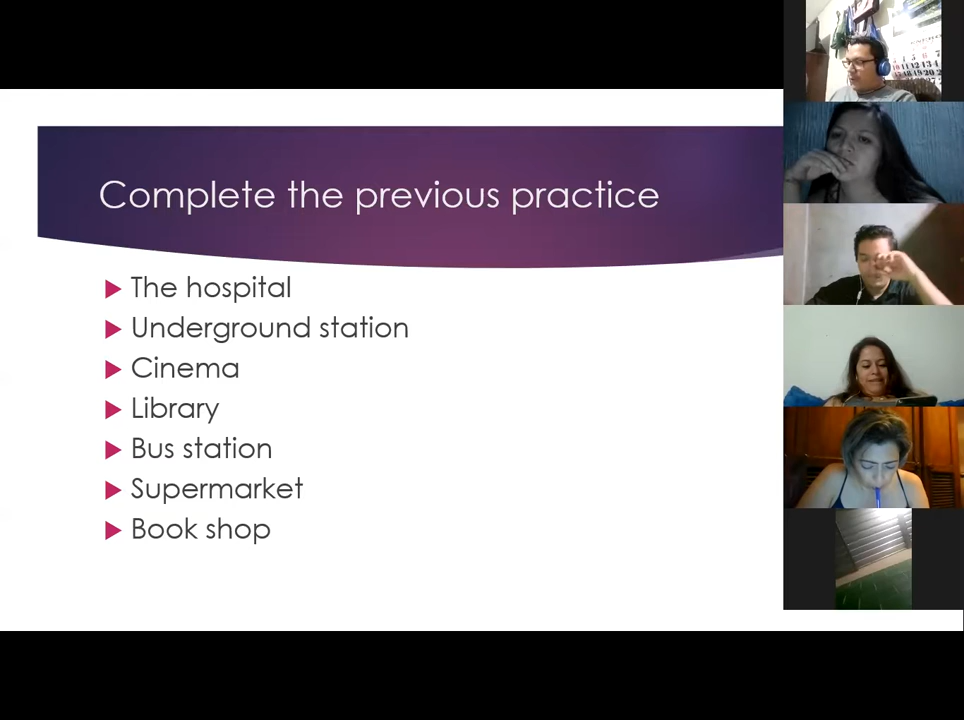 Complete the previous practice
The hospital
Underground station
Cinema
Library
Bus station
Supermarket
Book shop